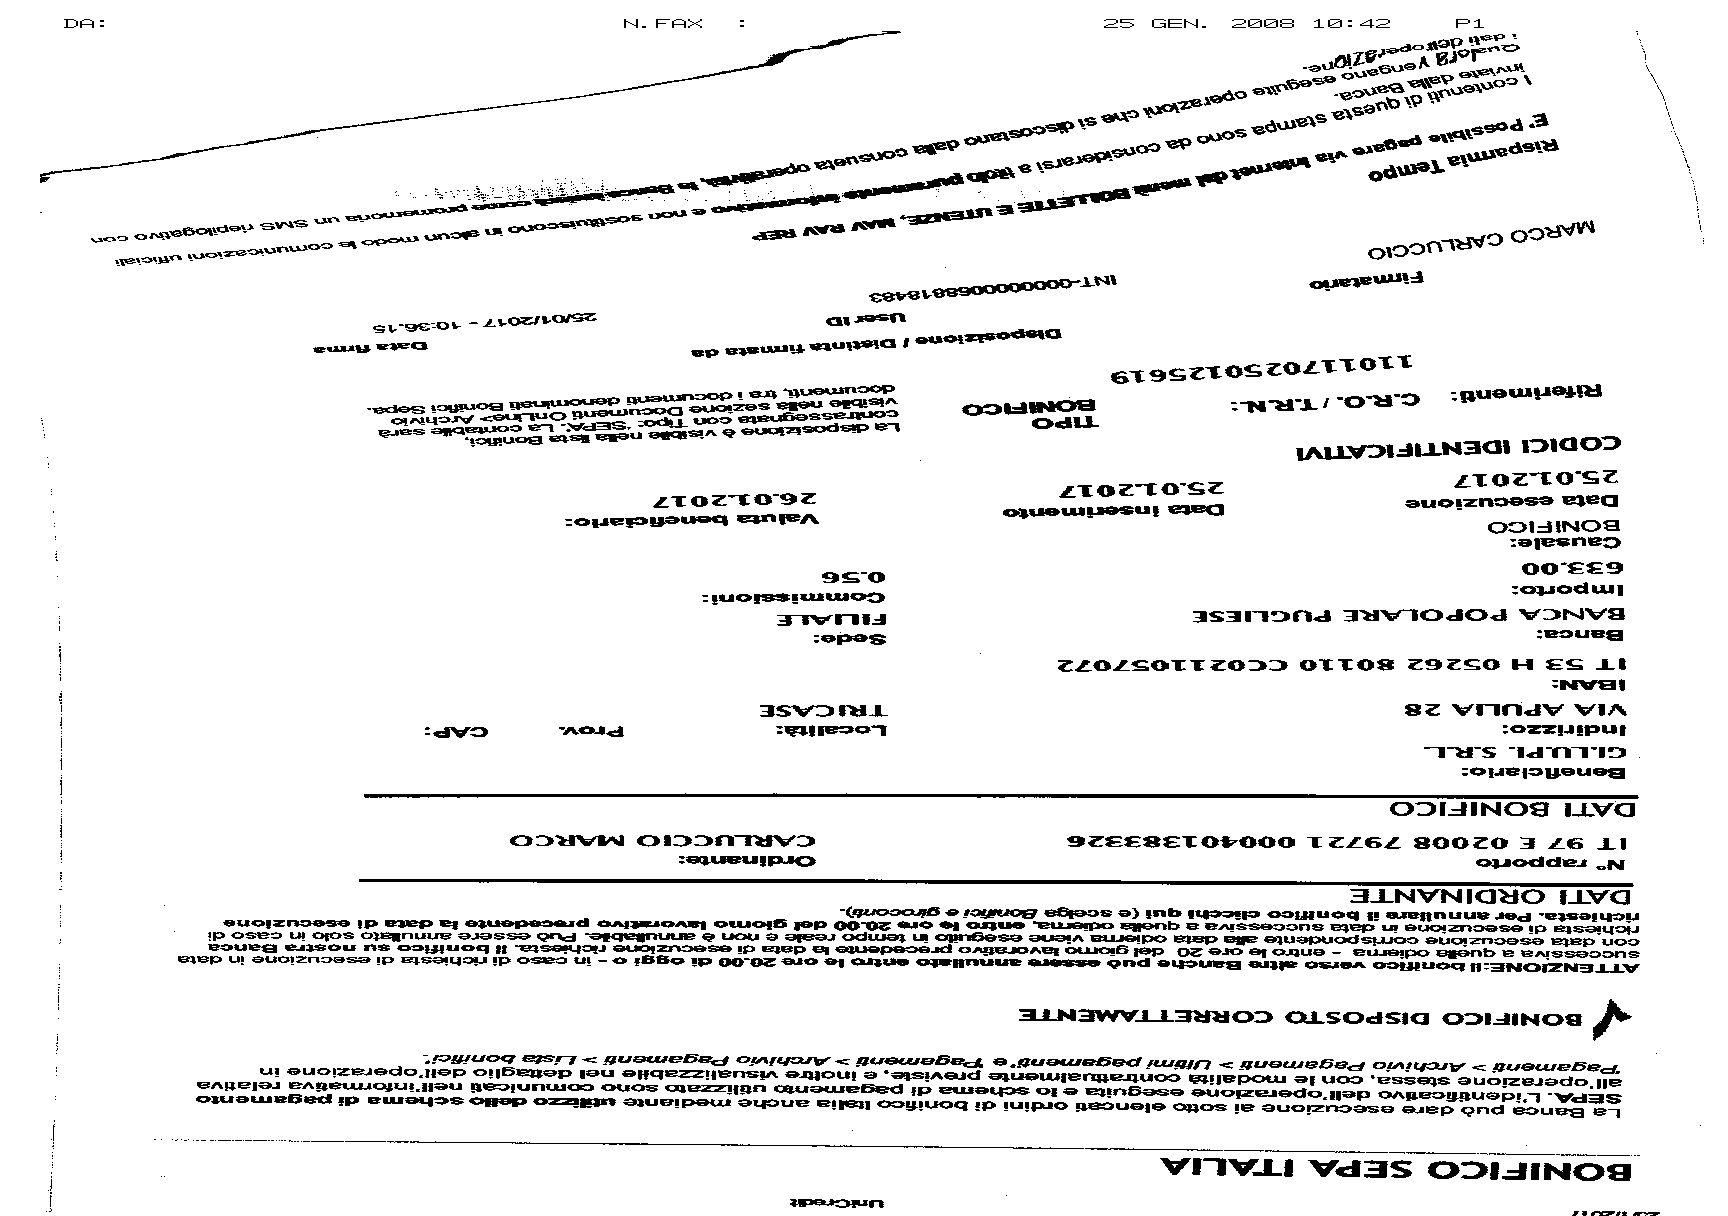 DA: N.FAX : 25 GEN. 2008 10:42 P1
UniCredit
BONIFICO SEPA ITALIA
La Banca può dare esecuzione ai sotto elencati ordini di bonifico Italia anche mediante utilizzo dello schema di pagamento
SEPA. L'identificativo dell'operazione eseguita e lo schema di pagamento utilizzato sono comunicati nell'informativa relativa
all'operazione stessa, con le modalità contrattualmente previste, e inoltre visualizzabile nel dettaglio dell'operazione in
"Pagamenti > Archivio Pagamenti > Ultimi pagamenti" e "Pagamenti > Archivio Pagamenti > Lista bonifici".
BONIFICO DISPOSTO CORRETTAMENTE
ATTENZIONE: Il bonifico verso altre Banche può essere annullato entro le ore 20.00 di oggi o - in caso di richiesta di esecuzione in data
successiva a quella odierna - entro le ore 20 del giorno lavorativo precedente la data di esecuzione richiesta. Il bonifico su nostra Banca
con data esecuzione corrispondente alla data odierna viene eseguito in tempo reale e non è annullabile. Può essere annullato solo in caso di
richiesta di esecuzione in data successiva a quella odierna, entro le ore 20.00 del giorno lavorativo precedente la data di esecuzione
richiesta. Per annullare il bonifico clicchi qui (e scelga Bonifici e giroconti).
DATI ORDINANTE
N° rapporto Ordinante:
IT 97 E 02008 79721 000401383326 CARLUCCIO MARCO
DATI BONIFICO
Beneficiario:
GI.LU.PI. S.R.L.
Indirizzo: Località: Prov. CAP:
VIA APULIA 28 TRICASE
IBAN:
IT 53 H 05262 80110 CC0211057072
Banca: Sede:
BANCA POPOLARE PUGLIESE FILIALE
Importo: Commissioni:
633.00 0.56
Causale:
BONIFICO
Data esecuzione Data inserimento Valuta beneficiario:
25.01.2017 25.01.2017 26.01.2017
CODICI IDENTIFICATIVI
Riferimenti: C.R.O. / T.R.N.: TIPO La disposizione è visibile nella lista Bonifici,
1101170250125619 BONIFICO contrassegnata con Tipo: "SEPA". La contabile sarà
visibile nella sezione Documenti OnLine> Archivio
documenti, tra i documenti denominati Bonifici Sepa.
Disposizione / Distinta firmata da
Firmatario User ID Data firma
MARCO CARLUCCIO INT-0000000068818483 25/01/2017 - 10:36.15
Risparmia Tempo
E' Possibile pagare via Internet dal menù BOLLETTE E UTENZE, MAV RAV REP
I contenuti di questa stampa sono da considerarsi a titolo puramente informativo e non sostituiscono in alcun modo le comunicazioni ufficiali
inviate dalla Banca.
Qualora vengano eseguite operazioni che si discostano dalla consueta operatività, la Banca invierà come promemoria un SMS riepilogativo con
i dati dell'operazione.